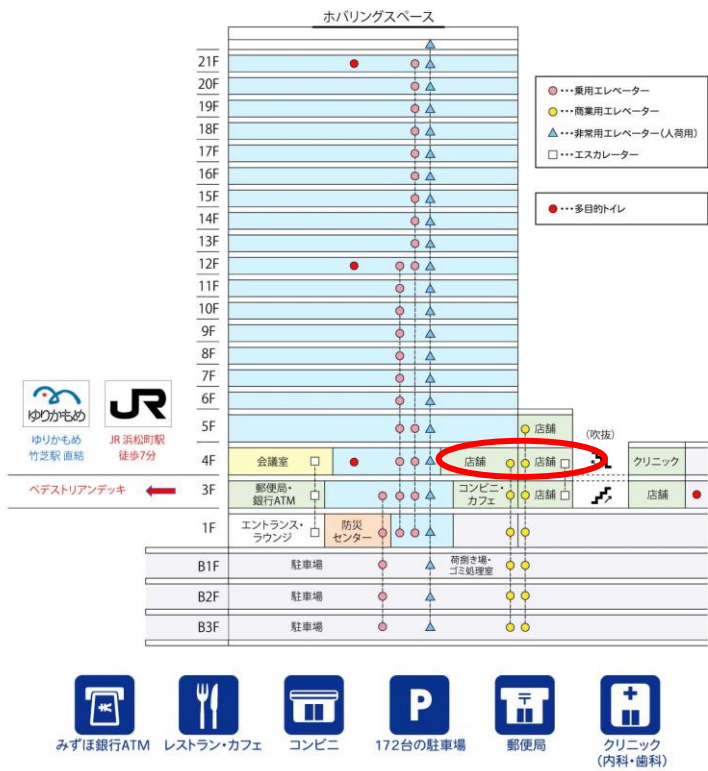 ホバリングスペース
21F
20F
19F
18F
17F
16F
15F
14F
13F
12F
11F
10F
9F
8F
7F
6F
5F
店舗
(吹抜)
4F
会議室
店舗
店舗
クリニック
3F
郵便局・
銀行ATM
コンビニ・
カフェ
店舗
店舗
1F
エントランス・
ラウンジ
防災
センター
B1F
駐車場
荷捌き場・
ゴミ処理室
B2F
駐車場
B3F
駐車場
●・・・乗用エレベーター
●・・・商業用エレベーター
▲・・・非常用エレベーター(人荷用)
□・・・エスカレーター
●・・・多目的トイレ
ゆりかもめ
JR
ゆりかもめ
竹芝駅 直結
JR 浜松町駅
徒歩7分
ペデストリアンデッキ
P
〒
みずほ銀行ATM
レストラン・カフェ
コンビニ
172台の駐車場
郵便局
クリニック
(内科・歯科)